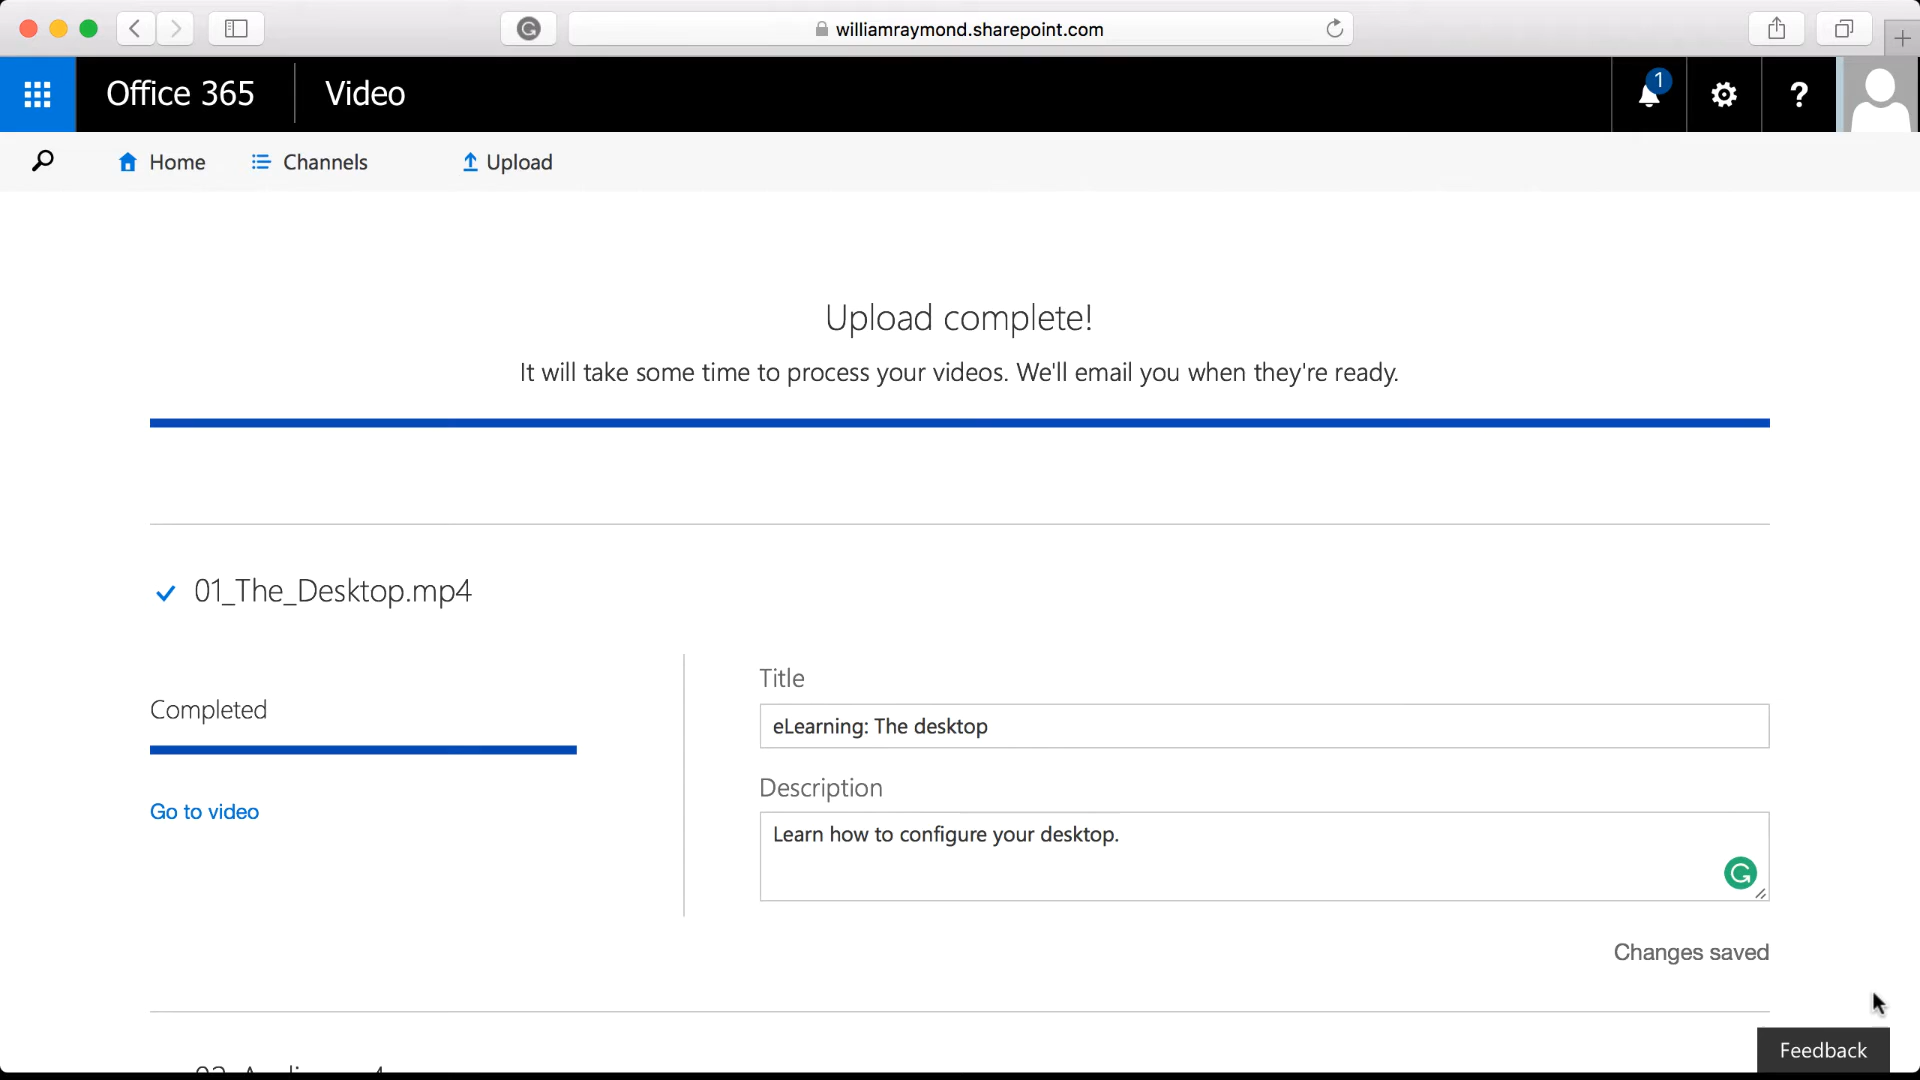 williamraymond.sharepoint.com
Office 365
Video
1
?
Home
Channels
Upload
Upload complete!
It will take some time to process your videos. We'll email you when they're ready.
01_The_Desktop.mp4
Completed
Go to video
Title
eLearning: The desktop
Description
Learn how to configure your desktop.
G
Changes saved
Feedback